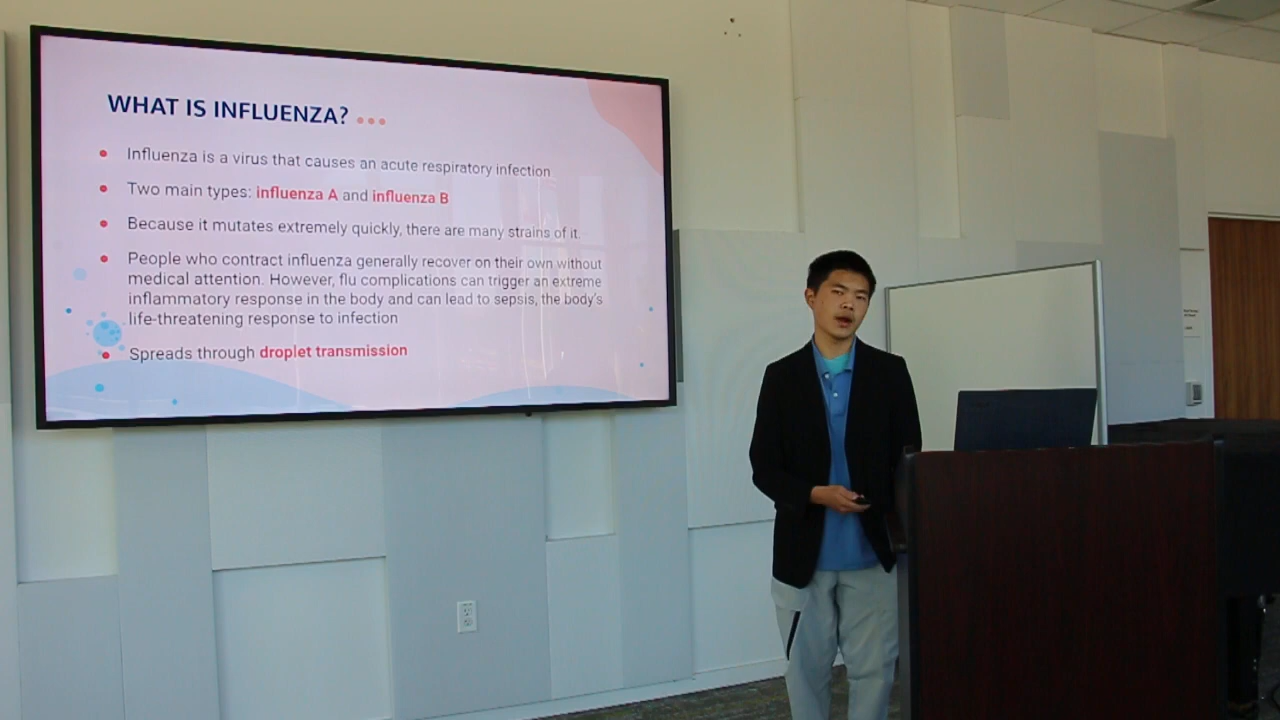 WHAT IS INFLUENZA?
Influenza is a virus that causes an acute respiratory infection
Two main types: influenza A and influenza B
Because it mutates extremely quickly, there are many strains of it.
People who contract influenza generally recover on their own without
medical attention. However, flu complications can trigger an extreme
inflammatory response in the body and can lead to sepsis, the body's
life-threatening response to infection
Spreads through droplet transmission